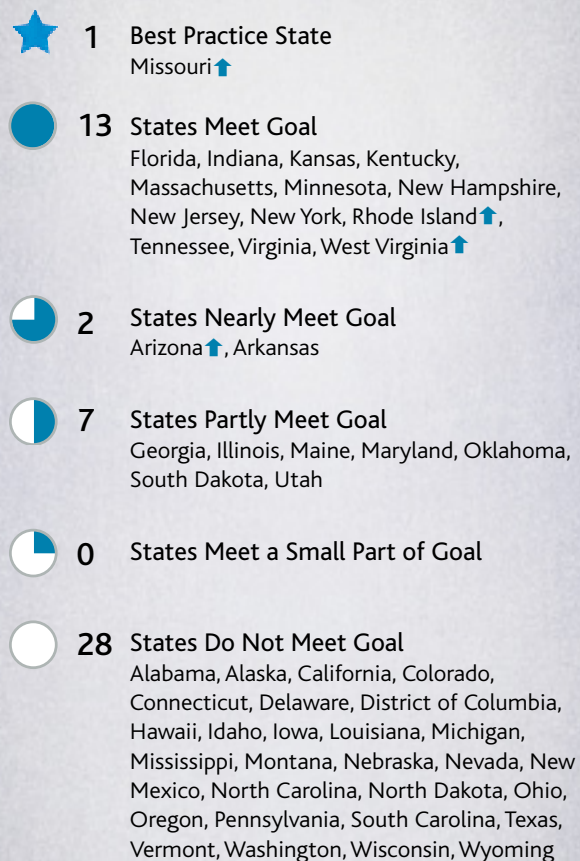 1 Best Practice State
Missouri⬆
13 States Meet Goal
Florida, Indiana, Kansas, Kentucky,
Massachusetts, Minnesota, New Hampshire,
New Jersey, New York, Rhode Island⬆,
Tennessee, Virginia, West Virginia⬆
2 States Nearly Meet Goal
Arizona⬆, Arkansas
7 States Partly Meet Goal
Georgia, Illinois, Maine, Maryland, Oklahoma,
South Dakota, Utah
0 States Meet a Small Part of Goal
28 States Do Not Meet Goal
Alabama, Alaska, California, Colorado,
Connecticut, Delaware, District of Columbia,
Hawaii, Idaho, Iowa, Louisiana, Michigan,
Mississippi, Montana, Nebraska, Nevada, New
Mexico, North Carolina, North Dakota, Ohio,
Oregon, Pennsylvania, South Carolina, Texas,
Vermont, Washington, Wisconsin, Wyoming